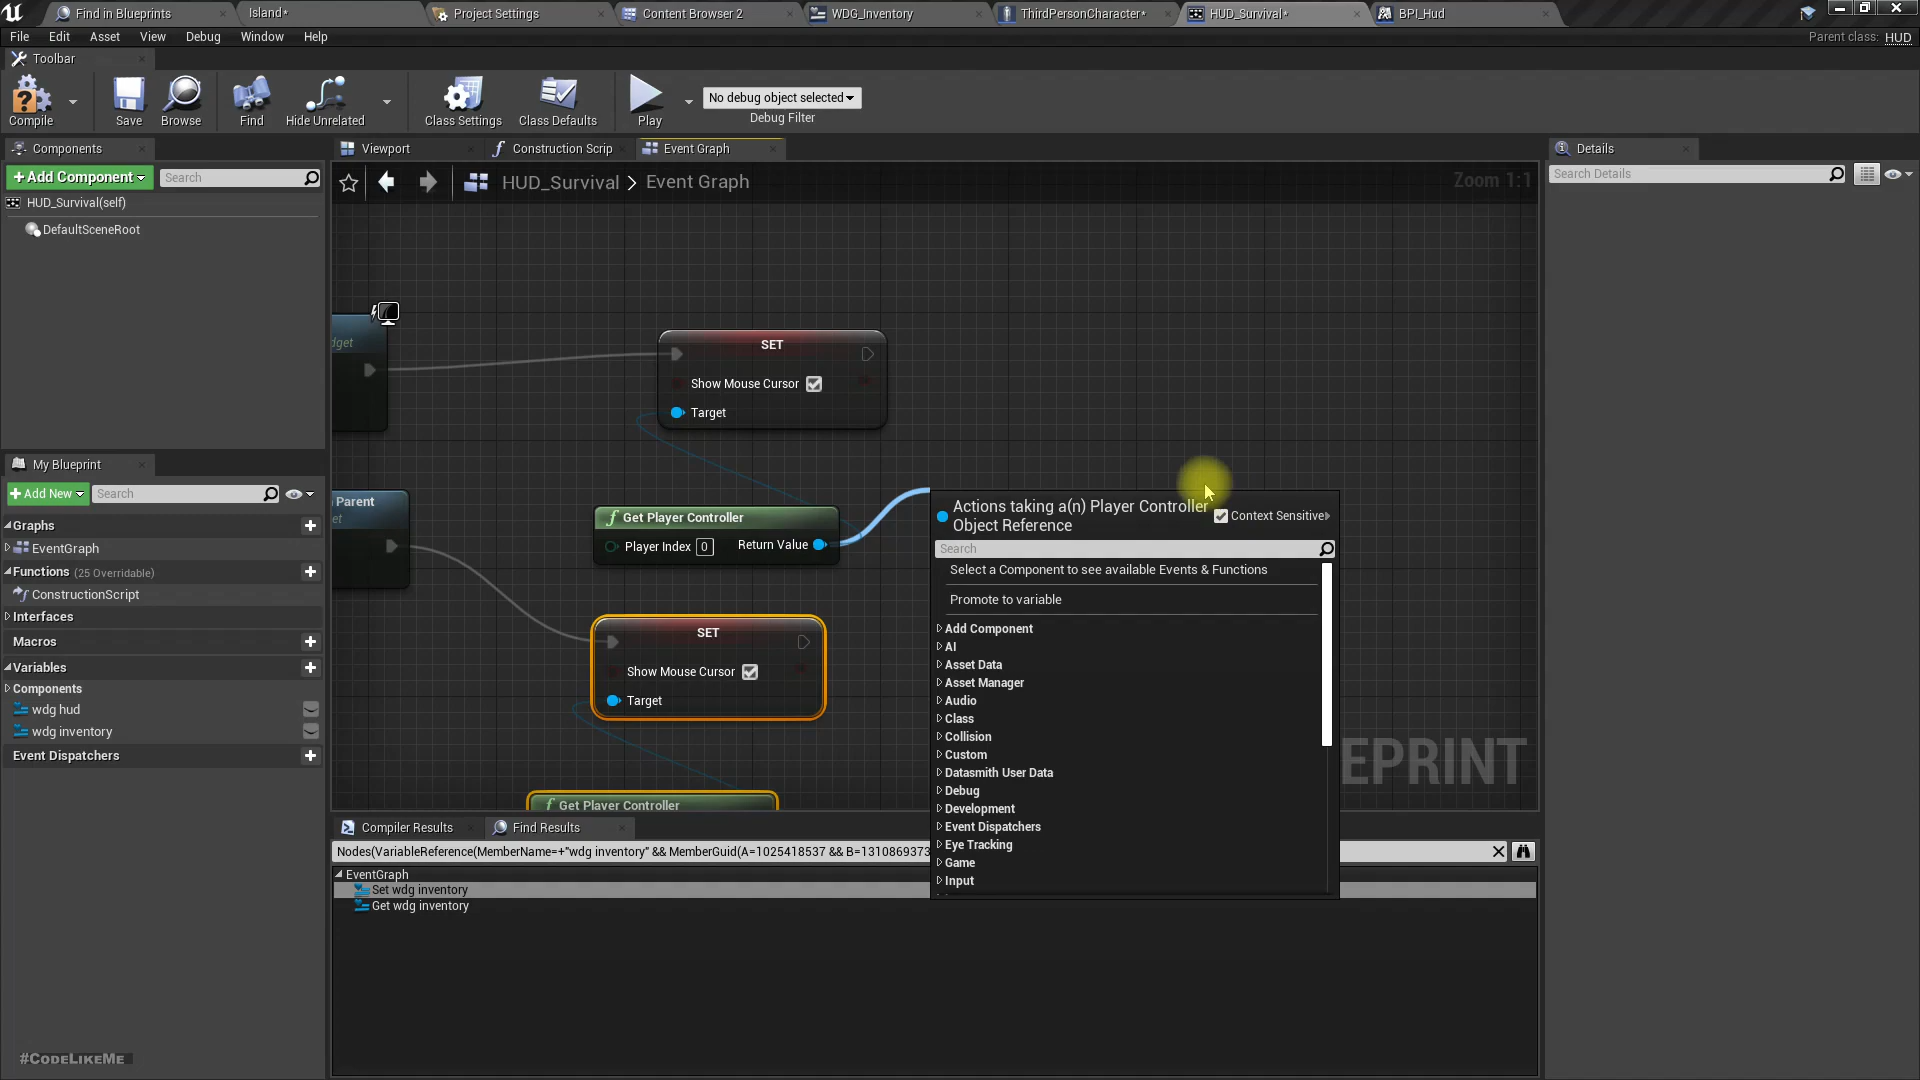 Find in Blueprints
Island*
Project Settings
Content Browser 2
WDG_Inventory
ThirdPersonCharacter*
HUD_Survival*
BPI_Hud
File Edit Asset View Debug Window Help
Parent class: HUD
Toolbar
Compile
Save
Browse
Find
Hide Unrelated
Class Settings
Class Defaults
Play
No debug object selected
Debug Filter
Components
+Add Component
Search
HUD_Survival(self)
DefaultSceneRoot
My Blueprint
+Add New
Search
Graphs
EventGraph
Functions (25 Overridable)
ConstructionScript
Interfaces
Macros
Variables
Components
wdg hud
wdg inventory
Event Dispatchers
#CodeLikeMe
Viewport
Construction Scrip
Event Graph
HUD_Survival > Event Graph
Zoom 1:1
dget
SET
Show Mouse Cursor
Target
Parent
et
Get Player Controller
Player Index 0
Return Value
SET
Show Mouse Cursor
Target
Get Player Controller
EPRINT
Actions taking a(n) Player Controller
Object Reference
Context Sensitive
Search
Select a Component to see available Events & Functions
Promote to variable
Add Component
AI
Asset Data
Asset Manager
Audio
Class
Collision
Custom
Datasmith User Data
Debug
Development
Event Dispatchers
Eye Tracking
Game
Input
Compiler Results
Find Results
Nodes(VariableReference(MemberName=+"wdg inventory" && MemberGuid(A=1025418537 && B=1310869373
EventGraph
Set wdg inventory
Get wdg inventory
Details
Search Details